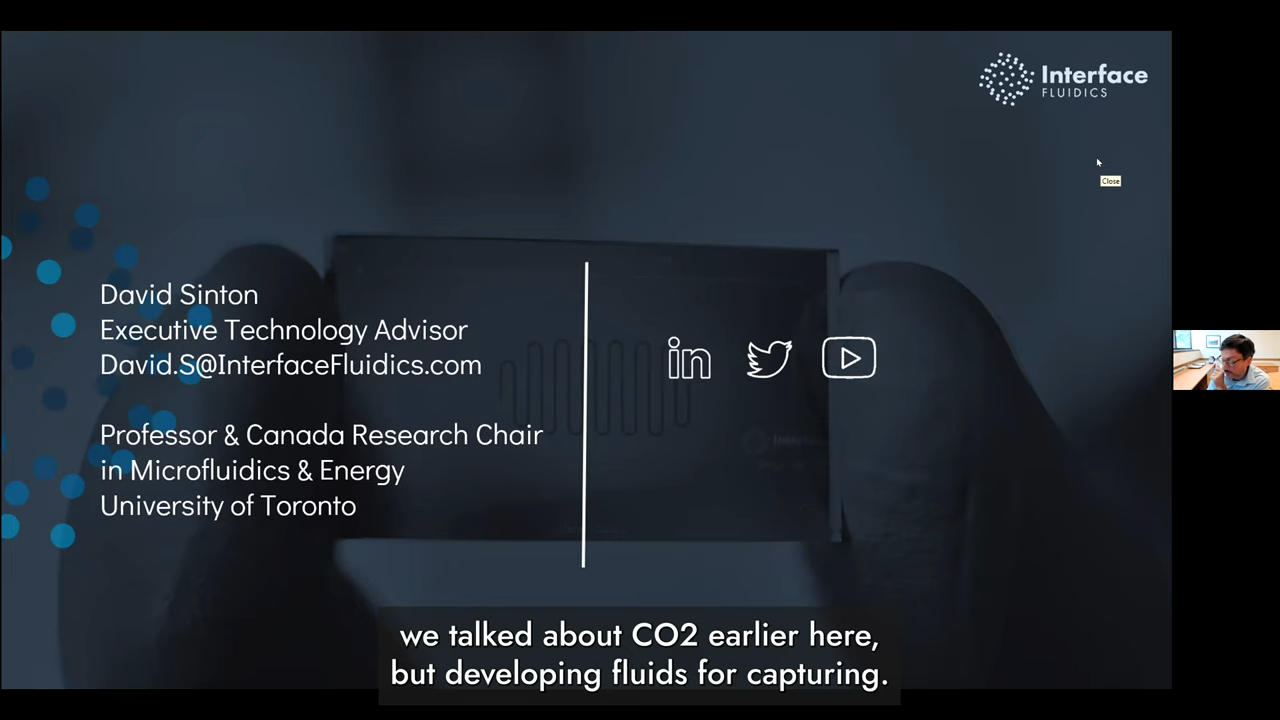 Interface
FLUIDICS
Close
David Sinton
Executive Technology Advisor
David.S@InterfaceFluidics.com
Professor & Canada Research Chair
in Microfluidics & Energy
University of Toronto
in
we talked about CO2 earlier here,
but developing fluids for capturing.